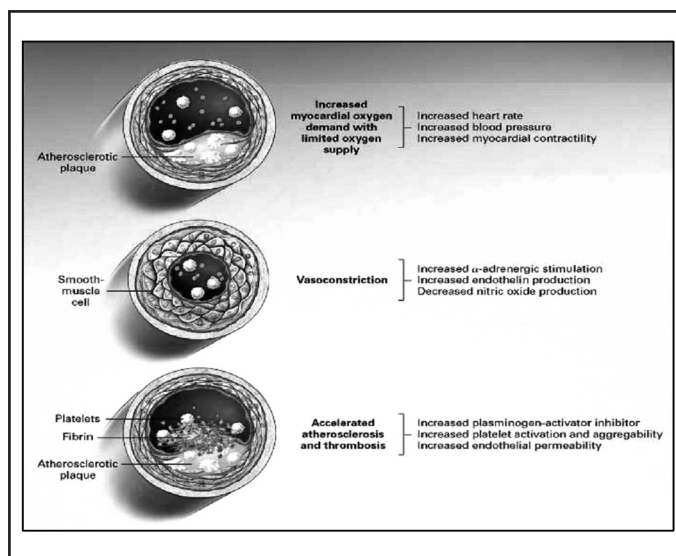 Atherosclerotic
plaque
Increased
myocardial oxygen
demand with
limited oxygen
supply
Increased heart rate
Increased blood pressure
Increased myocardial contractility
Smooth-
muscle
cell
Vasoconstriction
Increased α-adrenergic stimulation
Increased endothelin production
Decreased nitric oxide production
Platelets
Fibrin
Atherosclerotic
plaque
Accelerated
atherosclerosis
and thrombosis
Increased plasminogen-activator inhibitor
Increased platelet activation and aggregability
Increased endothelial permeability